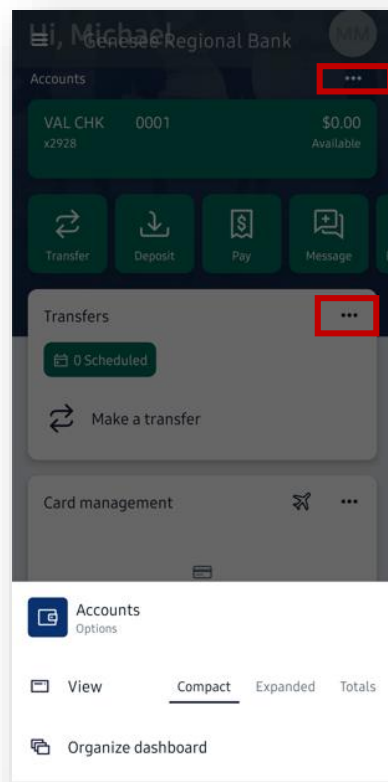 Hi, Michael
Genesee Regional Bank
MM
Accounts
VAL CHK 0001 $0.00
x2928 Available
Transfer Deposit Pay Message
Transfers
0 Scheduled
Make a transfer
Card management
Accounts
Options
View Compact Expanded Totals
Organize dashboard